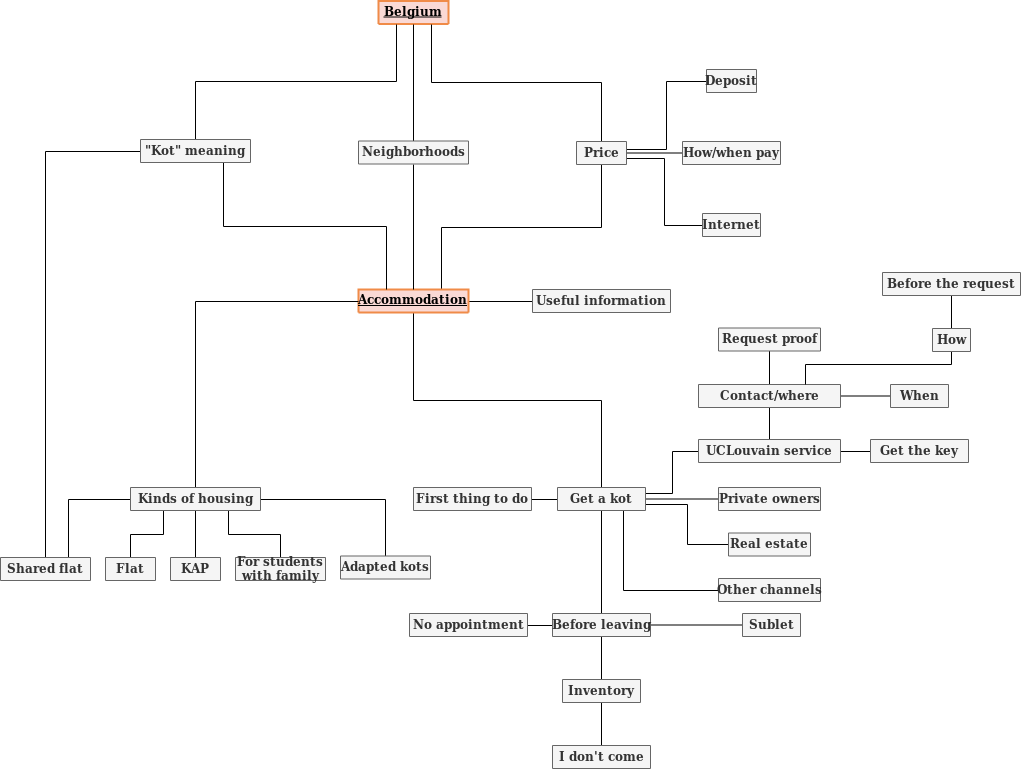 Belgium
Deposit
"Kot" meaning
Neighborhoods
Price
How/when pay
Internet
Before the request
Accommodation
Useful information
Request proof
How
Contact/where
When
UCLouvain service
Get the key
Kinds of housing
First thing to do
Get a kot
Private owners
Real estate
Shared flat
Flat
KAP
For students
with family
Adapted kots
Other channels
No appointment
Before leaving
Sublet
Inventory
I don't come